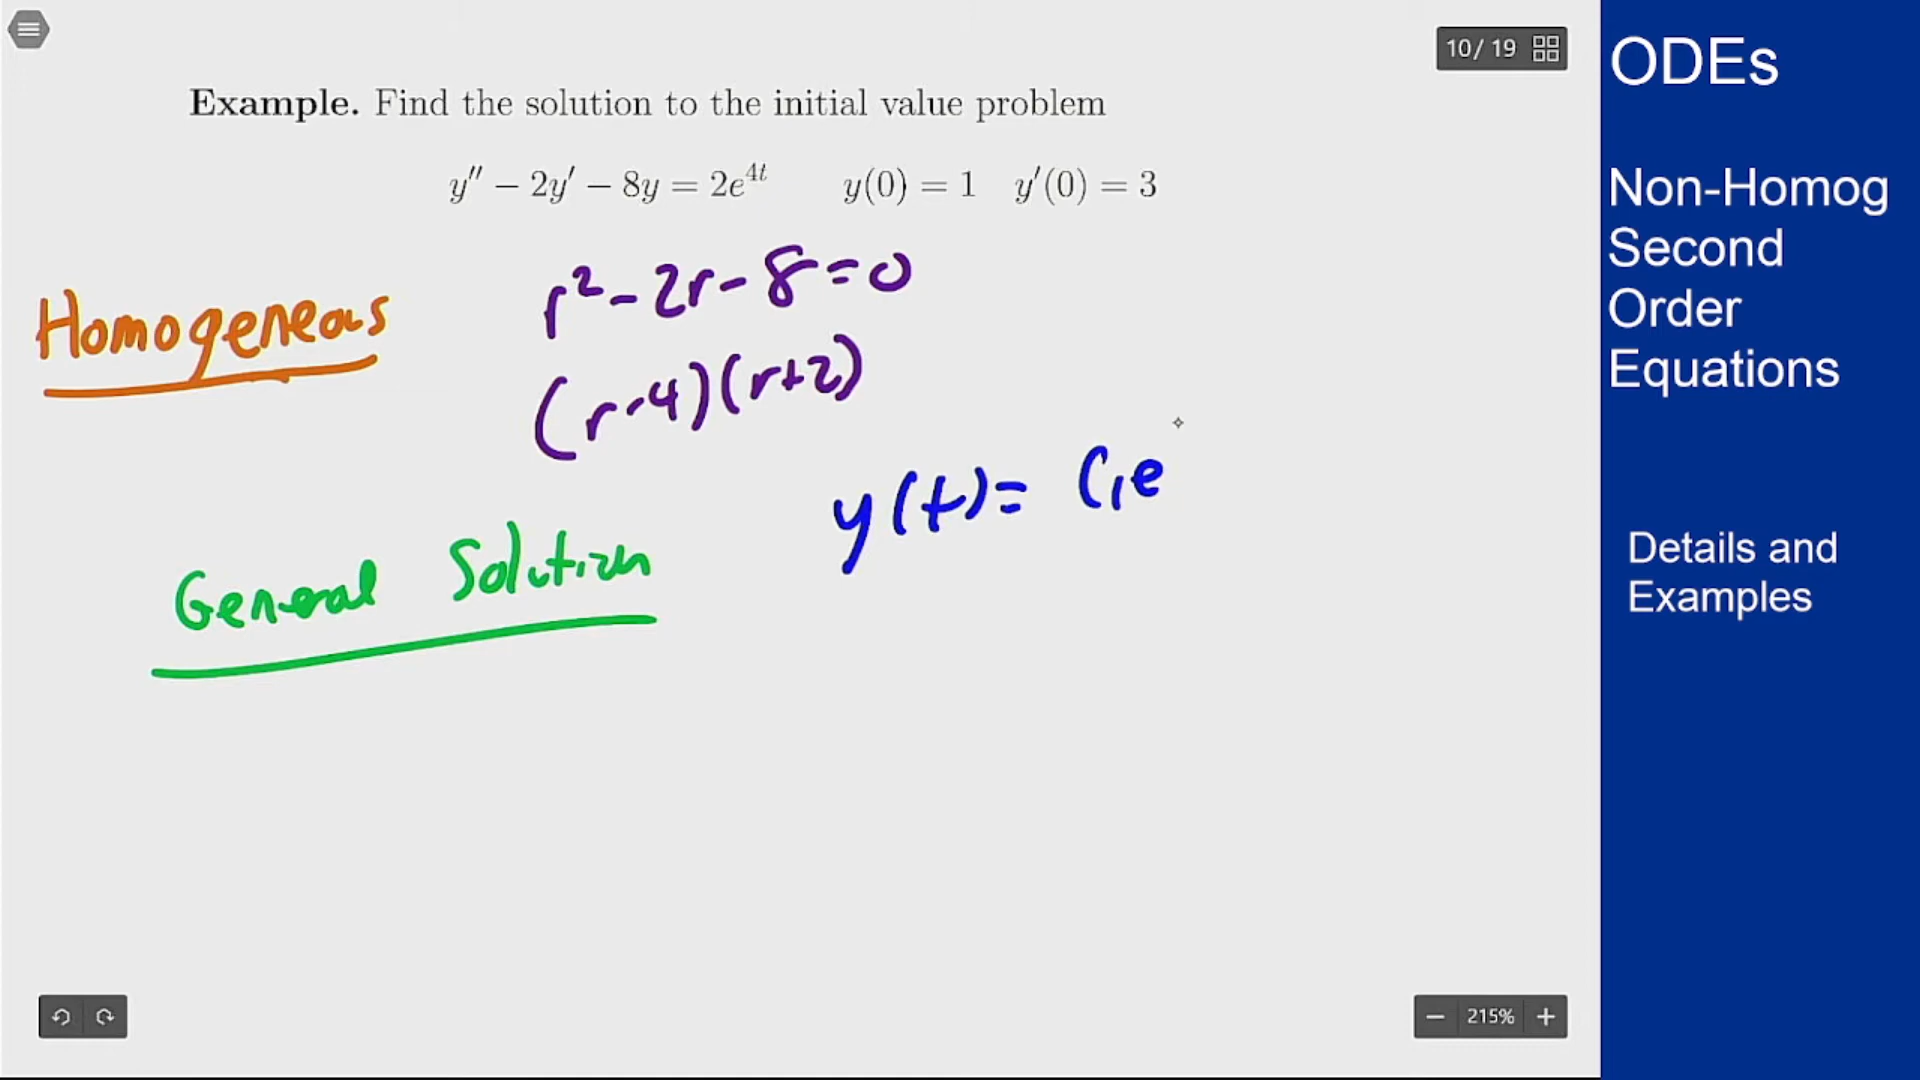 10 / 19
Example. Find the solution to the initial value problem
y″ − 2y′ − 8y = 2e^{4t} y(0) = 1 y′(0) = 3
Homogeneous
r² − 2r − 8 = 0
(r−4)(r+2)
y(t) = C₁e
General Solution
215%
ODEs
Non-Homog
Second
Order
Equations
Details and
Examples